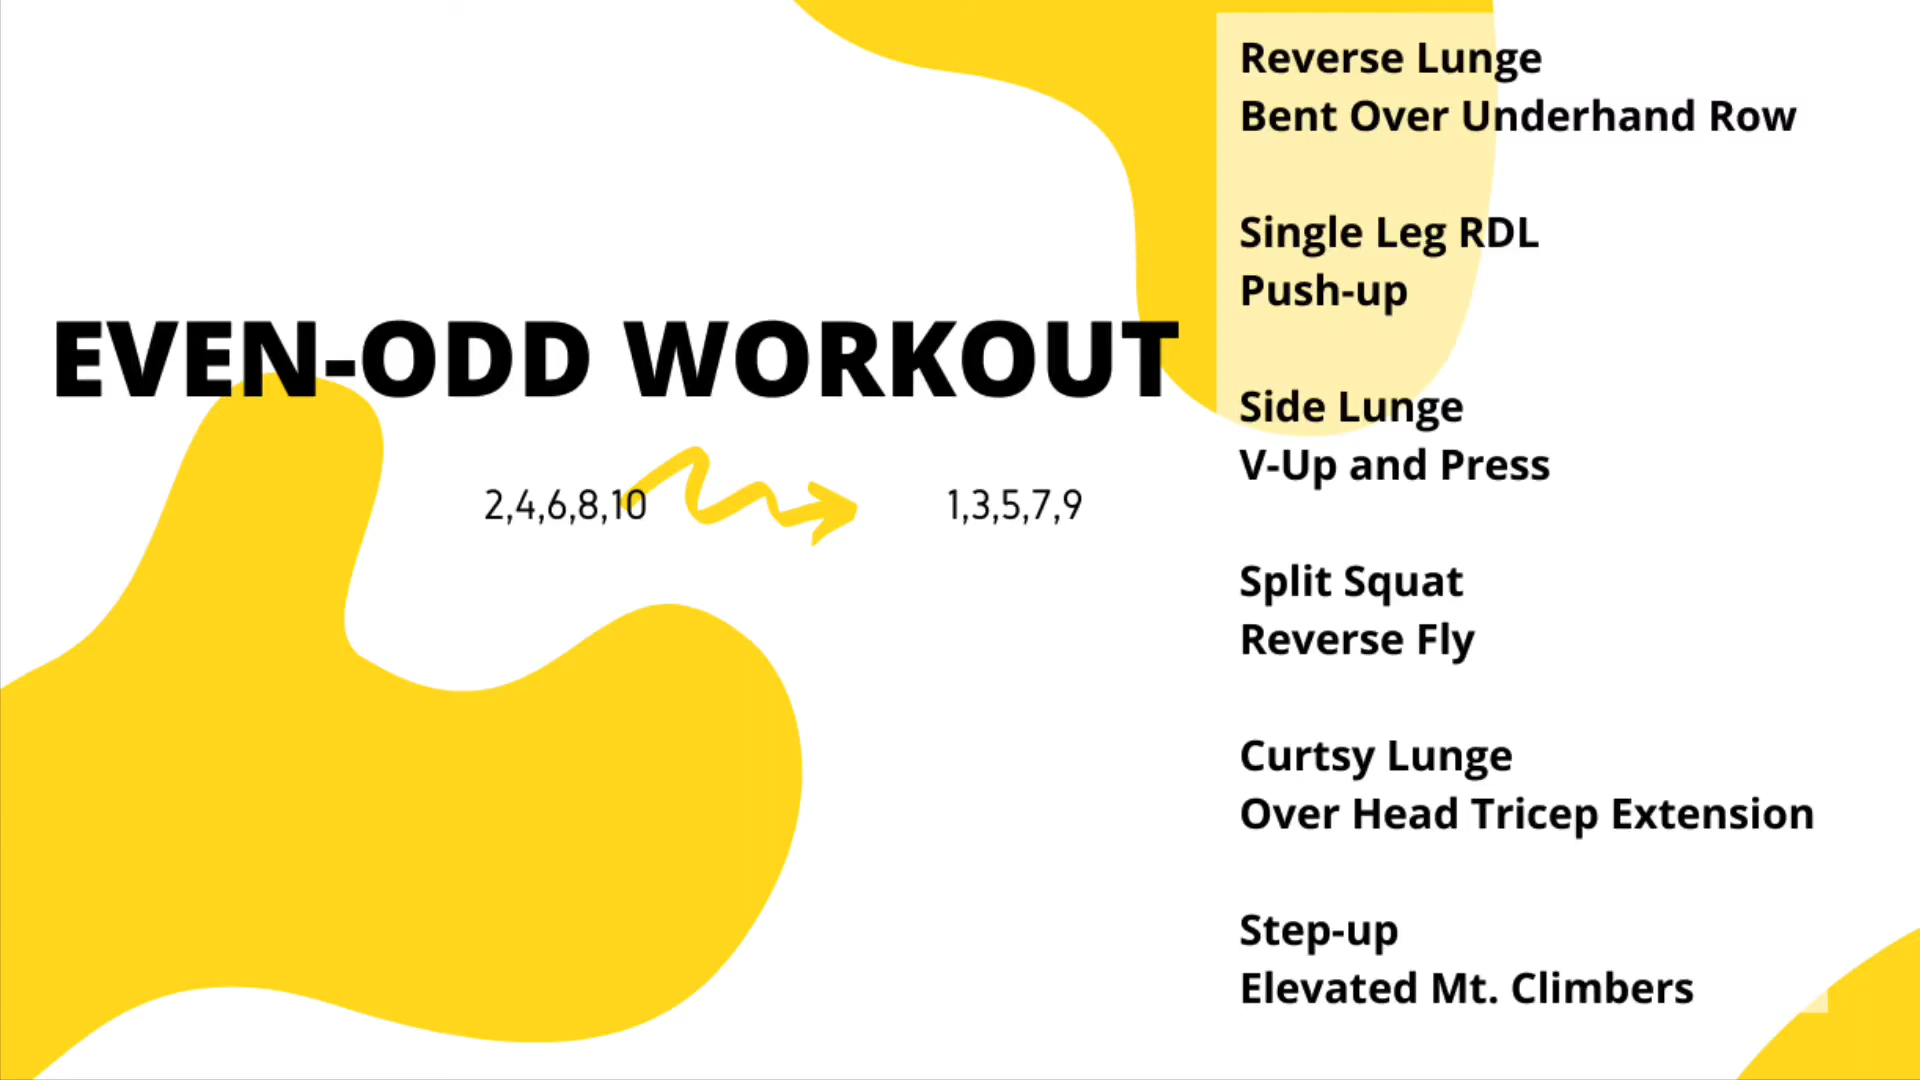 EVEN-ODD WORKOUT
2,4,6,8,10
1,3,5,7,9
Reverse Lunge
Bent Over Underhand Row
Single Leg RDL
Push-up
Side Lunge
V-Up and Press
Split Squat
Reverse Fly
Curtsy Lunge
Over Head Tricep Extension
Step-up
Elevated Mt. Climbers